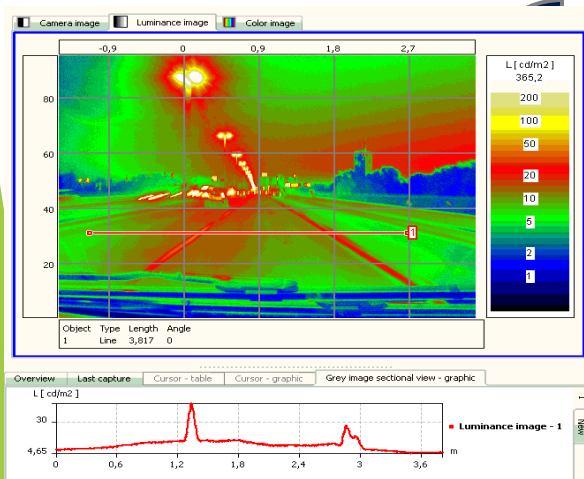 Camera image Luminance image Color image
-0,9 0 0,9 1,8 2,7
L [ cd/m2 ]
365,2
200
100
50
20
10
5
2
1
80
60
40
20
1
Object Type Length Angle
1 Line 3,817 0
Overview Last capture Cursor - table Cursor - graphic Grey image sectional view - graphic
L [ cd/m2 ]
30
4,65
0 0,6 1,2 1,8 2,4 3 3,6 m
Luminance image - 1
1
New